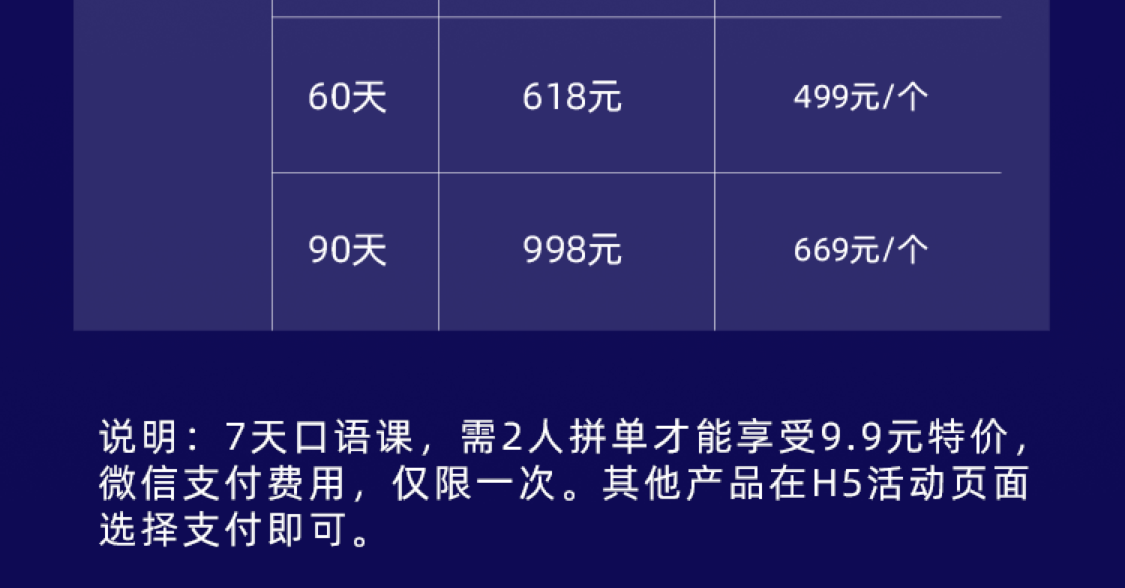 60天 618元 499元/个
90天 998元 669元/个
说明：7天口语课，需2人拼单才能享受9.9元特价，
微信支付费用，仅限一次。其他产品在H5活动页面
选择支付即可。